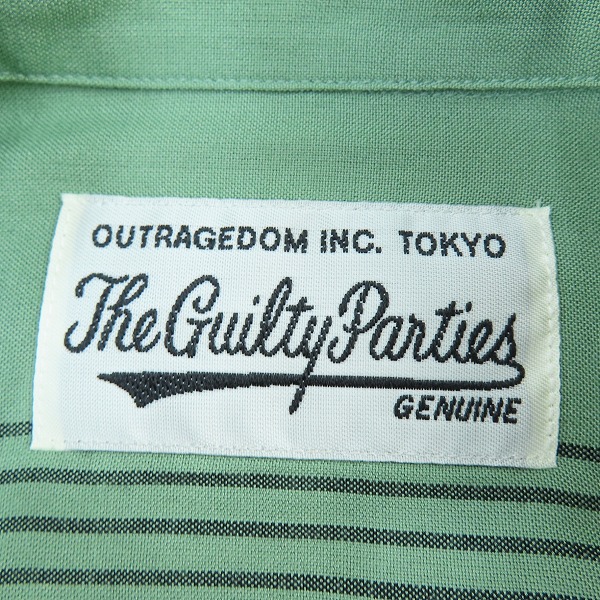 OUTRAGEDOM INC. TOKYO
The Guilty Parties
GENUINE